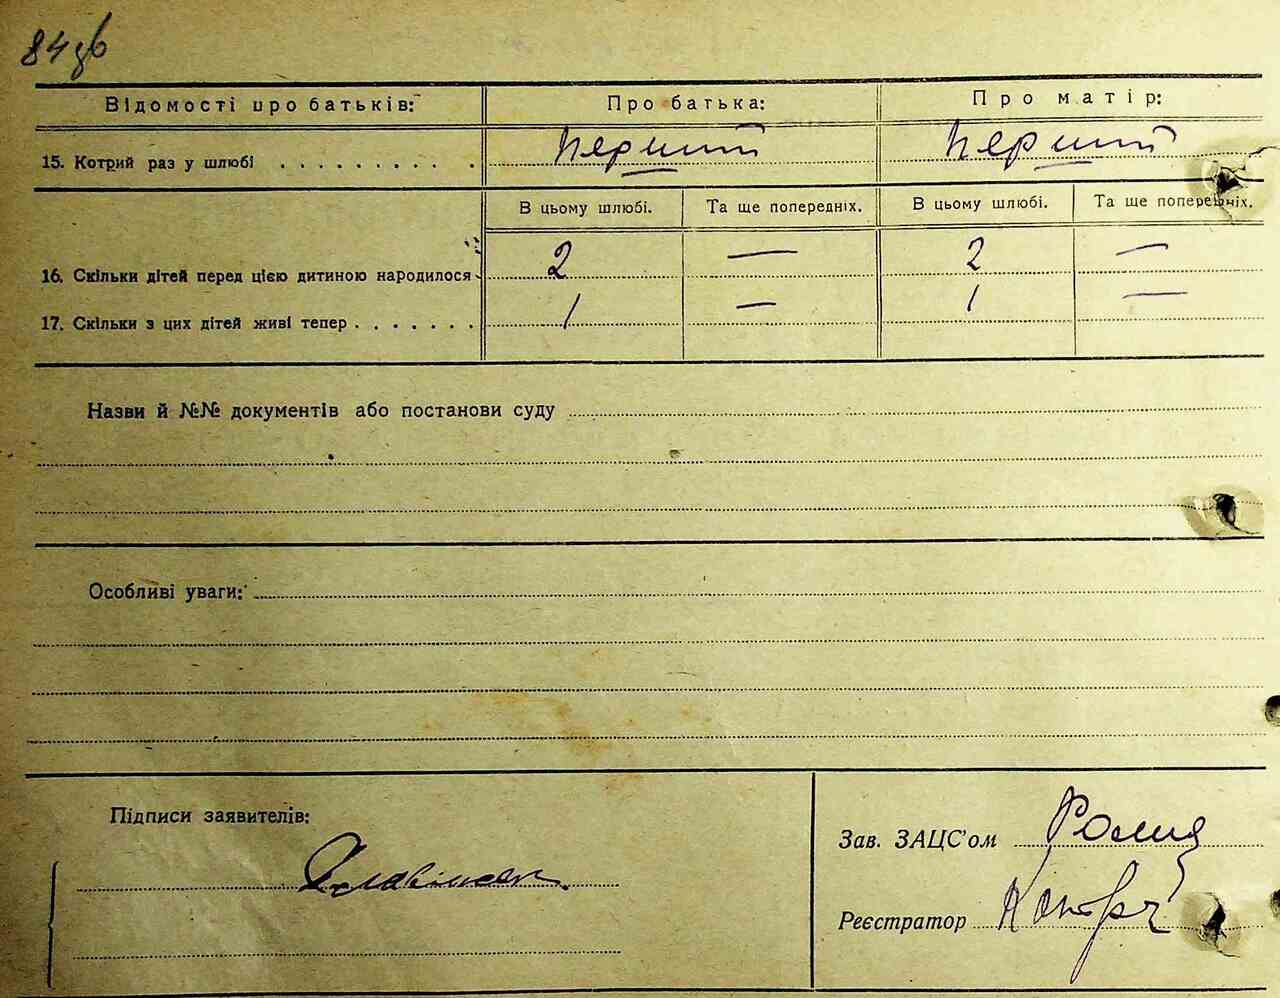 84зв
Відомості про батьків: Про батька: Про матір:
15. Котрий раз у шлюбі . . . . . . . . . . перший перший
В цьому шлюбі. Та ще попередніх. В цьому шлюбі. Та ще попередніх.
16. Скільки дітей перед цією дитиною народилося 2 — 2 —
17. Скільки з цих дітей живі тепер . . . . . . . 1 — 1 —
Назви й №№ документів або постанови суду
Особливі уваги:
Підписи заявителів:
Зав. ЗАЦС'ом
Реєстратор